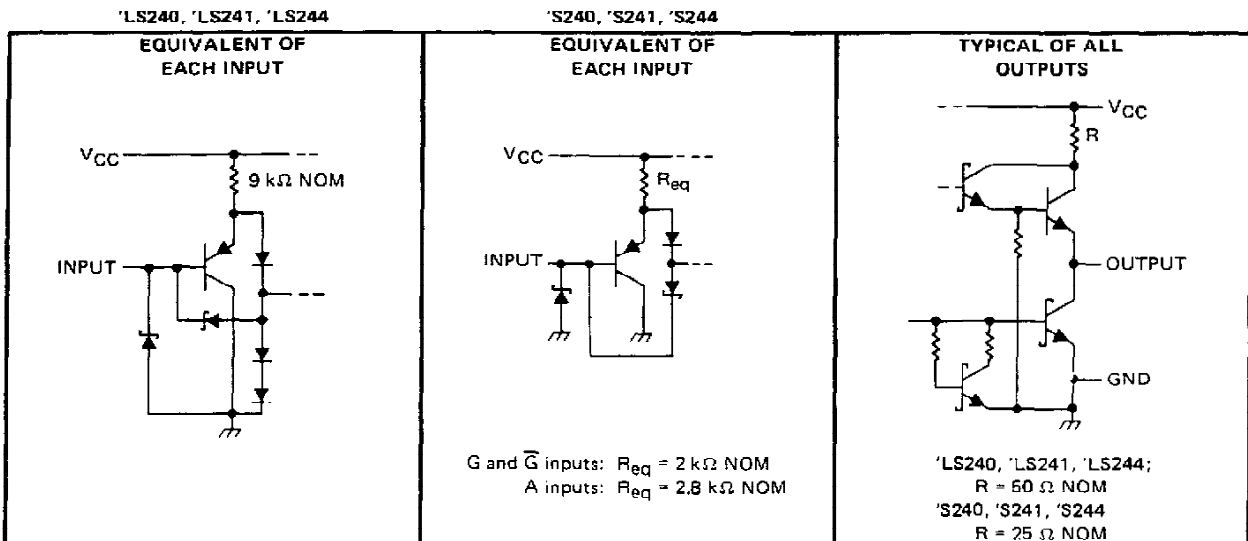 'LS240, 'LS241, 'LS244
EQUIVALENT OF
EACH INPUT
VCC
9 kΩ NOM
INPUT
'S240, 'S241, 'S244
EQUIVALENT OF
EACH INPUT
VCC
Req
INPUT
G and G̅ inputs: Req = 2 kΩ NOM
A inputs: Req = 2.8 kΩ NOM
TYPICAL OF ALL
OUTPUTS
VCC
R
OUTPUT
GND
'LS240, 'LS241, 'LS244;
R = 50 Ω NOM
'S240, 'S241, 'S244
R = 25 Ω NOM